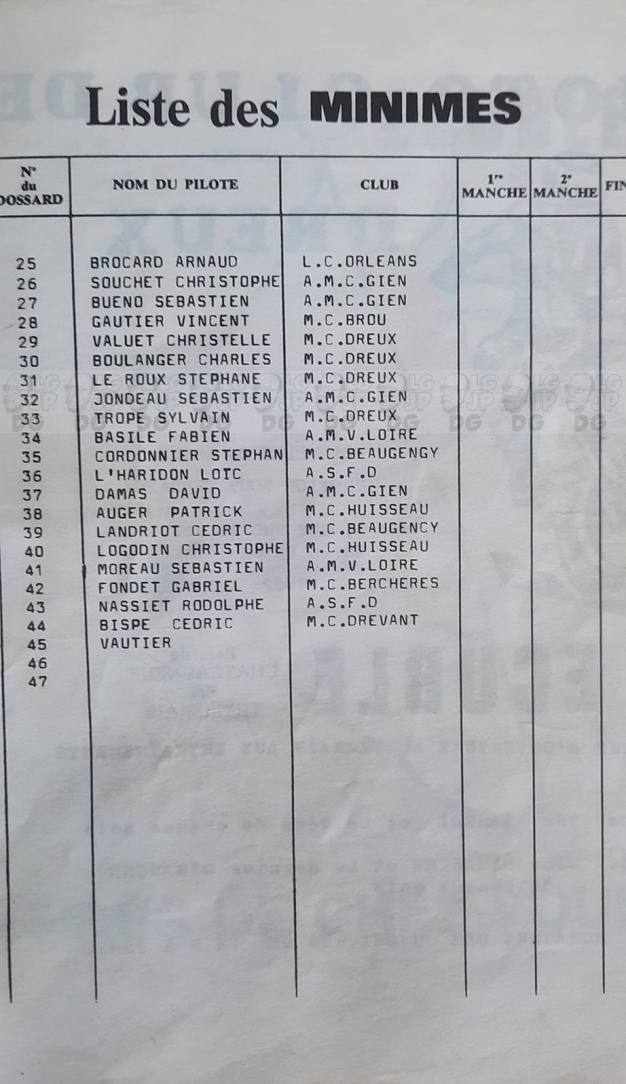 Liste des MINIMES
N° du DOSSARD NOM DU PILOTE CLUB 1re MANCHE 2e MANCHE FIN
25 BROCARD ARNAUD L.C.ORLEANS
26 SOUCHET CHRISTOPHE A.M.C.GIEN
27 BUENO SEBASTIEN A.M.C.GIEN
28 GAUTIER VINCENT M.C.BROU
29 VALUET CHRISTELLE M.C.DREUX
30 BOULANGER CHARLES M.C.DREUX
31 LE ROUX STEPHANE M.C.DREUX
32 JONDEAU SEBASTIEN A.M.C.GIEN
33 TROPE SYLVAIN M.C.DREUX
34 BASILE FABIEN A.M.V.LOIRE
35 CORDONNIER STEPHAN M.C.BEAUGENGY
36 L'HARIDON LOIC A.S.F.D
37 DAMAS DAVID A.M.C.GIEN
38 AUGER PATRICK M.C.HUISSEAU
39 LANDRIOT CEDRIC M.C.BEAUGENCY
40 LOGODIN CHRISTOPHE M.C.HUISSEAU
41 MOREAU SEBASTIEN A.M.V.LOIRE
42 FONDET GABRIEL M.C.BERCHERES
43 NASSIET RODOLPHE A.S.F.D
44 BISPE CEDRIC M.C.DREVANT
45 VAUTIER
46
47